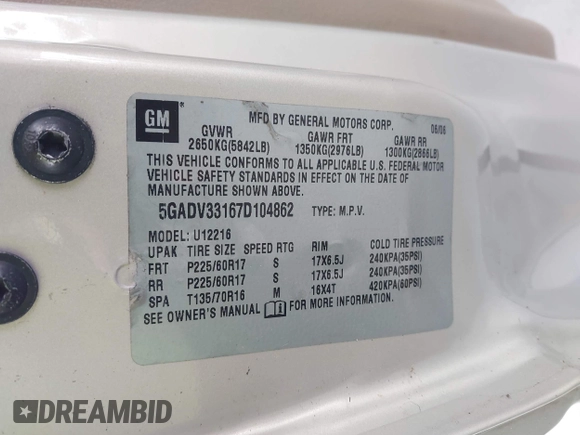 GM
MFD BY GENERAL MOTORS CORP. 06/06
GVWR GAWR FRT GAWR RR
2650KG(5842LB) 1350KG(2976LB) 1300KG(2866LB)
THIS VEHICLE CONFORMS TO ALL APPLICABLE U.S. FEDERAL MOTOR
VEHICLE SAFETY STANDARDS IN EFFECT ON THE DATE OF
MANUFACTURE SHOWN ABOVE.
5GADV33167D104862 TYPE: M.P.V.
MODEL: U12216
UPAK TIRE SIZE SPEED RTG RIM COLD TIRE PRESSURE
FRT P225/60R17 S 17X6.5J 240KPA(35PSI)
RR P225/60R17 S 17X6.5J 240KPA(35PSI)
SPA T135/70R16 M 16X4T 420KPA(60PSI)
SEE OWNER'S MANUAL FOR MORE INFORMATION.
DREAMBID